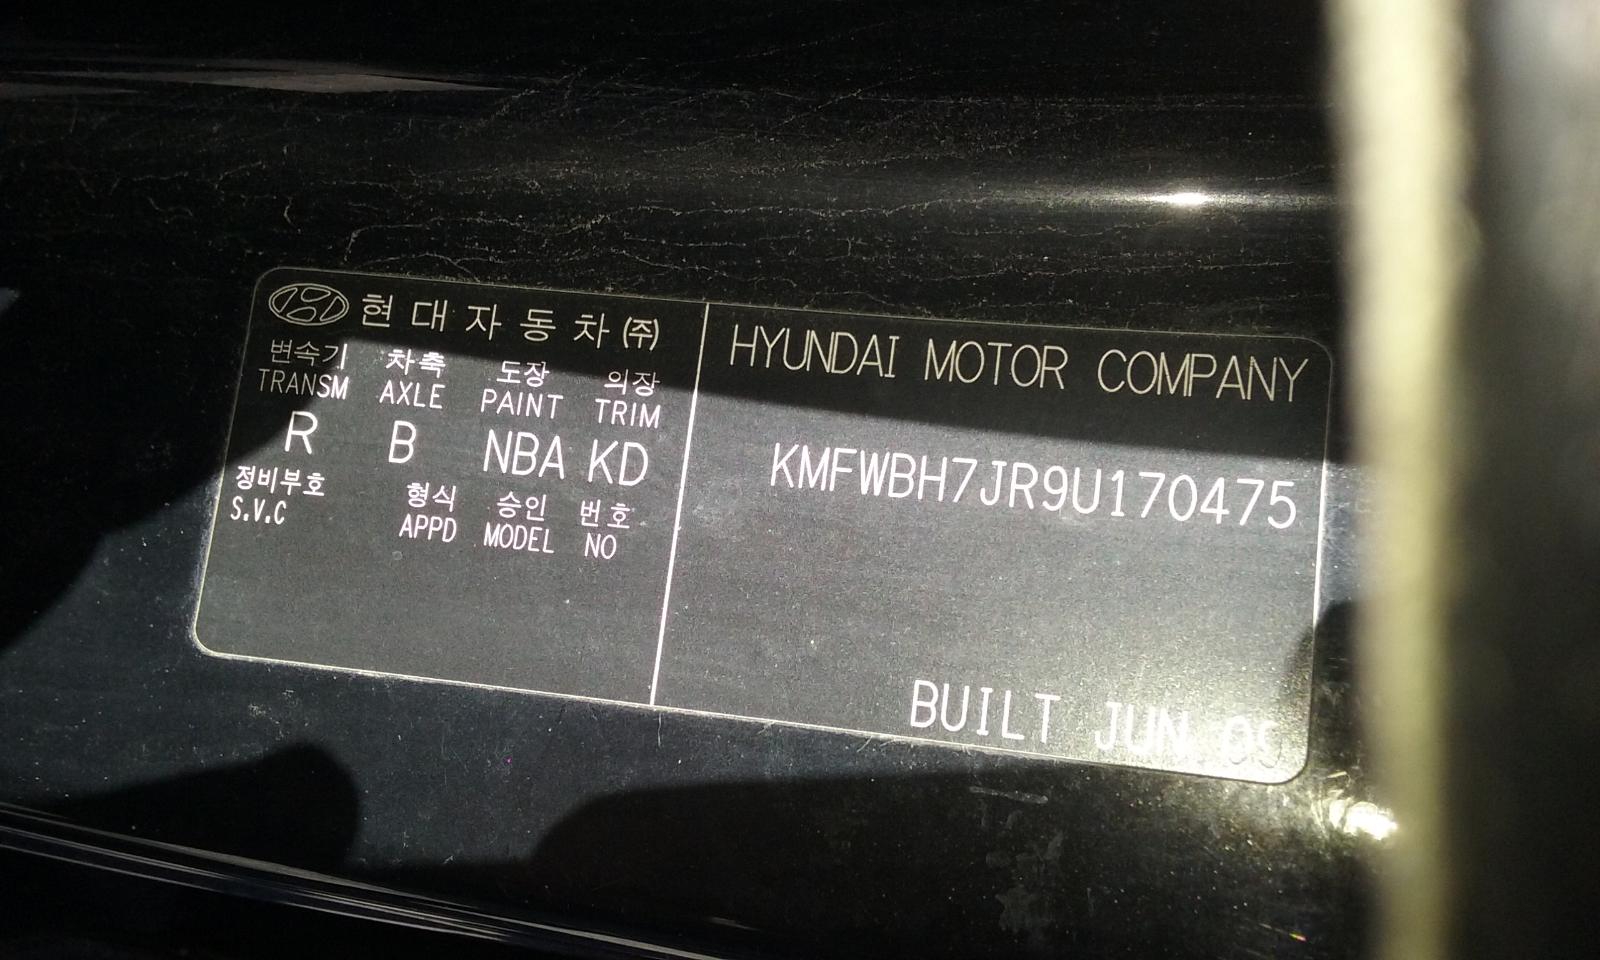 현대자동차㈜
변속기 차축 도장 의장
TRANSM AXLE PAINT TRIM
R B NBA KD
정비부호 형식 승인 번호
S.V.C APPD MODEL NO
HYUNDAI MOTOR COMPANY
KMFWBH7JR9U170475
BUILT JUN 09